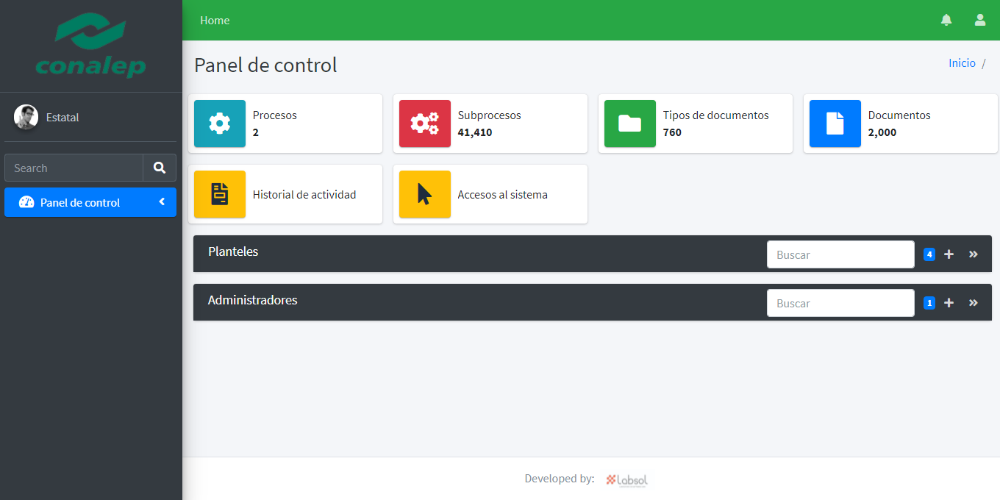 conalep
Estatal
Search
Panel de control
Home
Panel de control
Inicio /
Procesos
2
Subprocesos
41,410
Tipos de documentos
760
Documentos
2,000
Historial de actividad
Accesos al sistema
Planteles
Buscar
4
Administradores
Buscar
1
Developed by:
Labsol